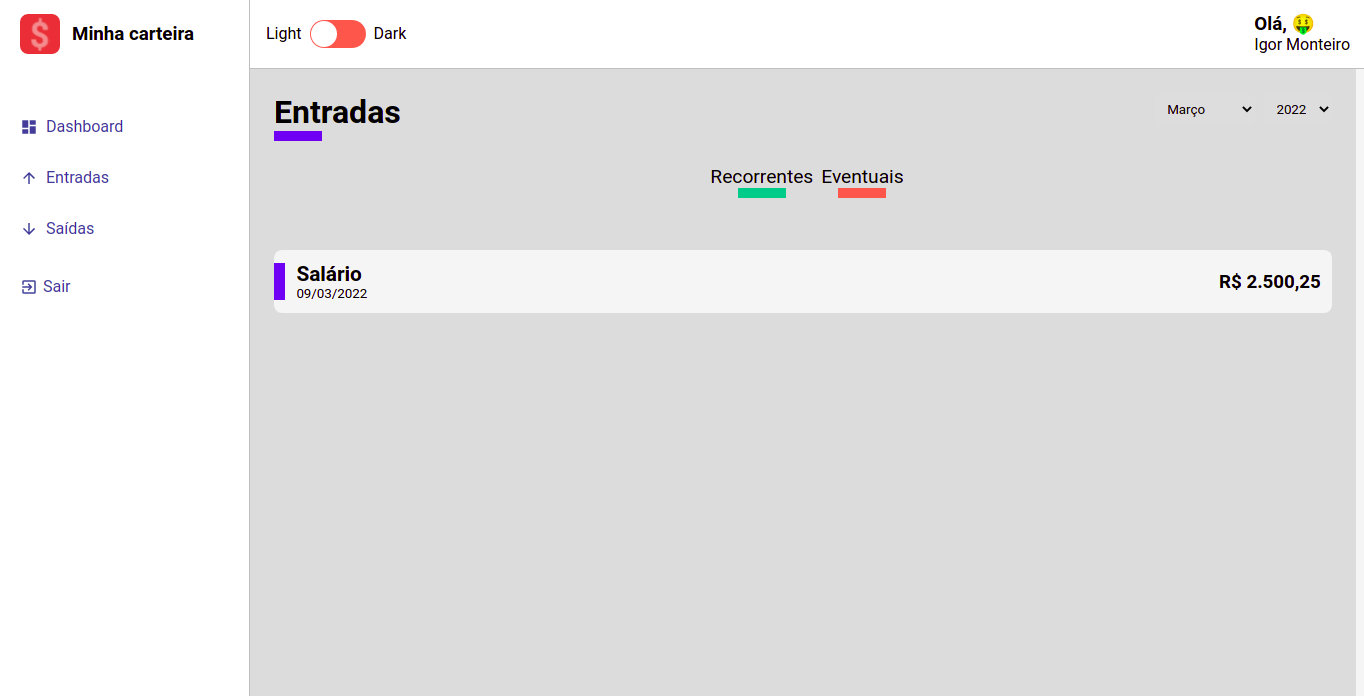 Minha carteira
Light Dark
Olá, 🤑
Igor Monteiro
Dashboard
Entradas
Saídas
Sair
Entradas
Março 2022
Recorrentes Eventuais
Salário
09/03/2022
R$ 2.500,25